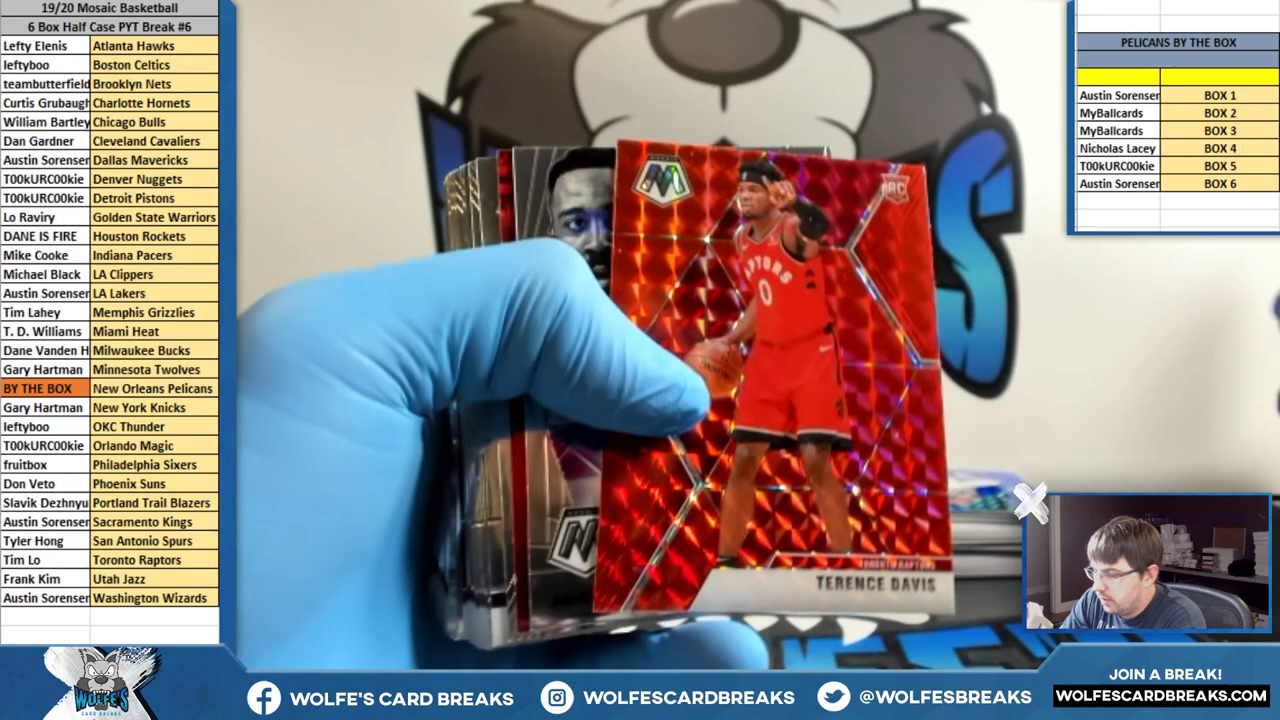 19/20 Mosaic Basketball
6 Box Half Case PYT Break #6
Lefty Elenis Atlanta Hawks
leftyboo Boston Celtics
teambutterfield Brooklyn Nets
Curtis Grubaugh Charlotte Hornets
William Bartley Chicago Bulls
Dan Gardner Cleveland Cavaliers
Austin Sorensen Dallas Mavericks
T00kURC00kie Denver Nuggets
T00kURC00kie Detroit Pistons
Lo Raviry Golden State Warriors
DANE IS FIRE Houston Rockets
Mike Cooke Indiana Pacers
Michael Black LA Clippers
Austin Sorensen LA Lakers
Tim Lahey Memphis Grizzlies
T. D. Williams Miami Heat
Dane Vanden H Milwaukee Bucks
Gary Hartman Minnesota Twolves
BY THE BOX New Orleans Pelicans
Gary Hartman New York Knicks
leftyboo OKC Thunder
T00kURC00kie Orlando Magic
fruitbox Philadelphia Sixers
Don Veto Phoenix Suns
Slavik Dezhnyu Portland Trail Blazers
Austin Sorensen Sacramento Kings
Tyler Hong San Antonio Spurs
Tim Lo Toronto Raptors
Frank Kim Utah Jazz
Austin Sorensen Washington Wizards
PELICANS BY THE BOX
Austin Sorensen BOX 1
MyBallcards BOX 2
MyBallcards BOX 3
Nicholas Lacey BOX 4
T00kURC00kie BOX 5
Austin Sorensen BOX 6
RC
RAPTORS
0
TORONTO RAPTORS
TERENCE DAVIS
WOLFE'S
CARD BREAKS
WOLFE'S CARD BREAKS
WOLFESCARDBREAKS
@WOLFESBREAKS
JOIN A BREAK!
WOLFESCARDBREAKS.COM